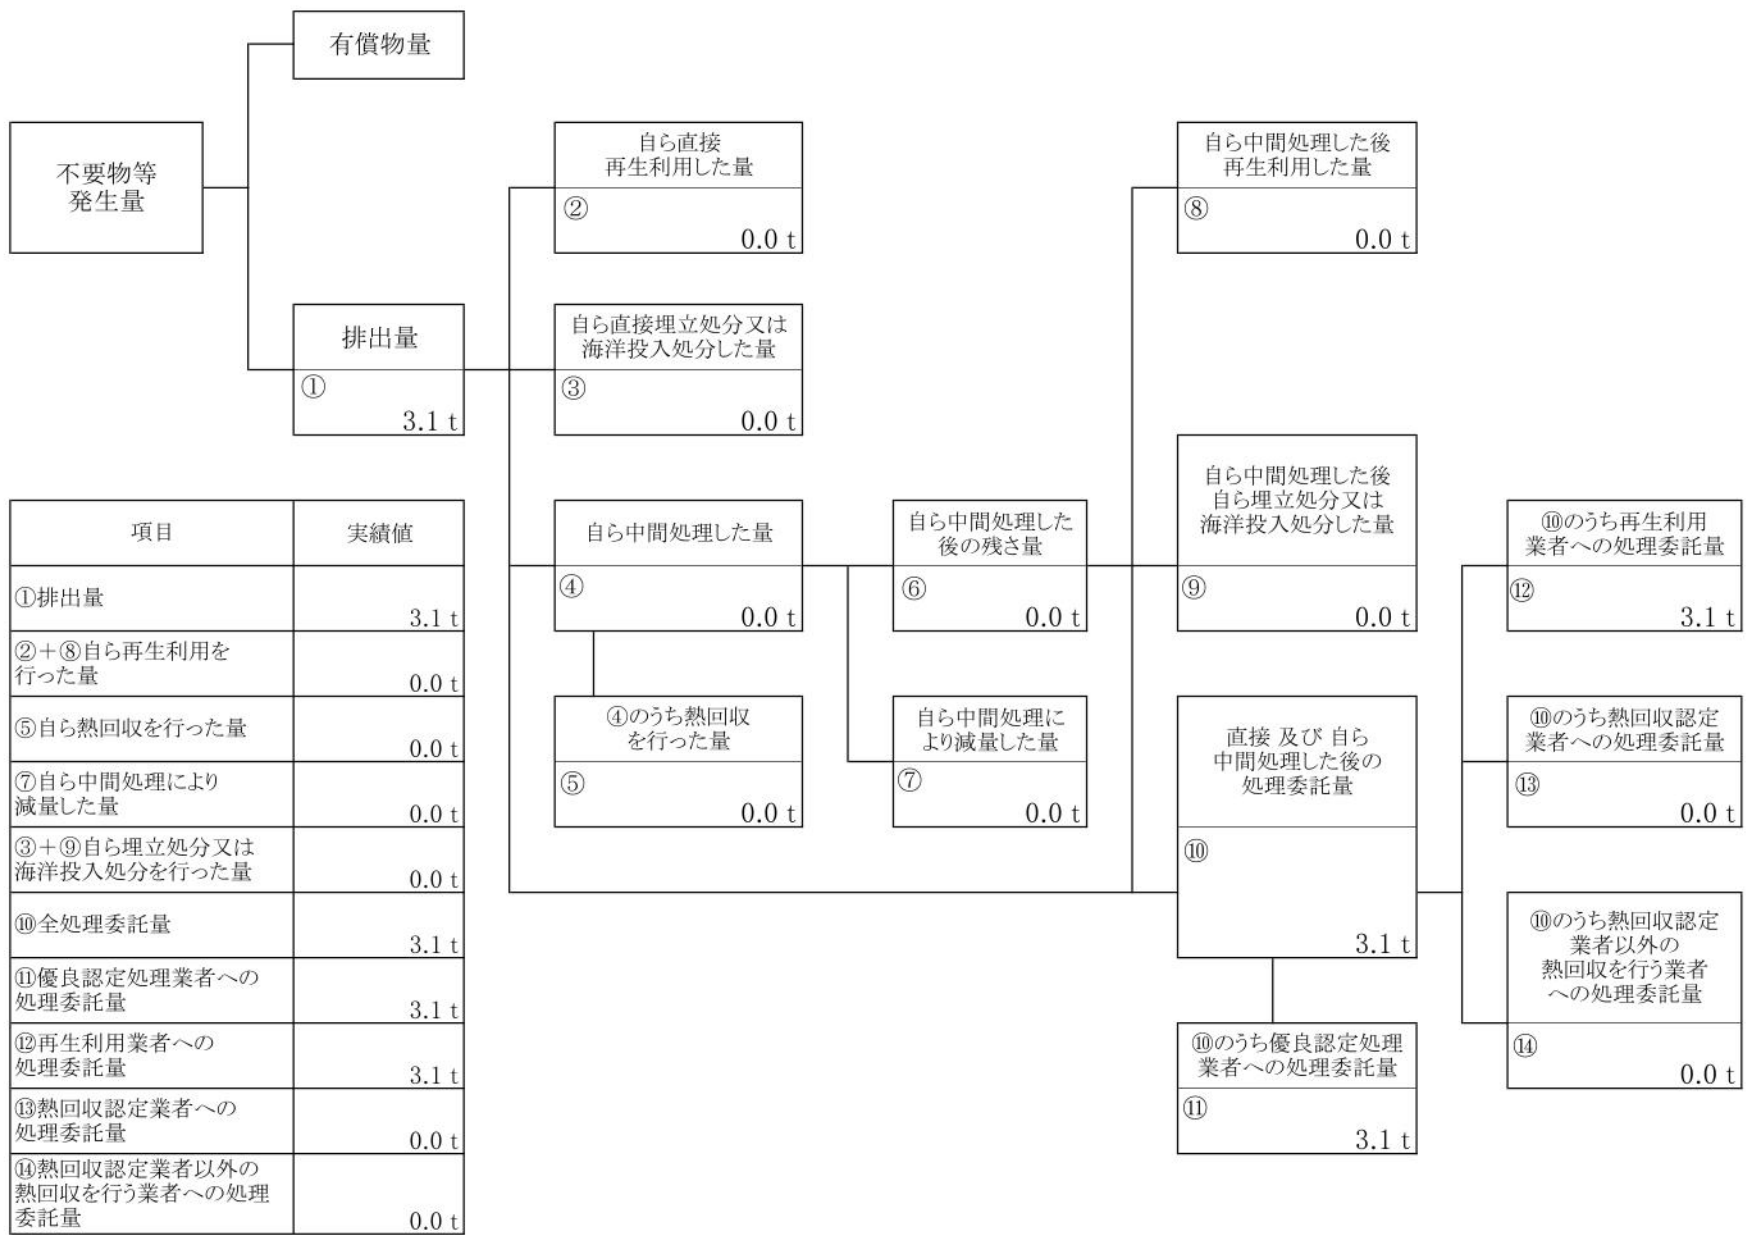 有償物量
不要物等
発生量
自ら直接
再生利用した量
②
0.0 t
自ら中間処理した後
再生利用した量
⑧
0.0 t
排出量
①
3.1 t
自ら直接埋立処分又は
海洋投入処分した量
③
0.0 t
自ら中間処理した量
④
0.0 t
自ら中間処理した
後の残さ量
⑥
0.0 t
自ら中間処理した後
自ら埋立処分又は
海洋投入処分した量
⑨
0.0 t
⑩のうち再生利用
業者への処理委託量
⑫
3.1 t
④のうち熱回収
を行った量
⑤
0.0 t
自ら中間処理に
より減量した量
⑦
0.0 t
直接 及び 自ら
中間処理した後の
処理委託量
⑩
3.1 t
⑩のうち熱回収認定
業者への処理委託量
⑬
0.0 t
⑩のうち熱回収認定
業者以外の
熱回収を行う業者
への処理委託量
⑭
0.0 t
⑩のうち優良認定処理
業者への処理委託量
⑪
3.1 t
項目 実績値
①排出量
3.1 t
②＋⑧自ら再生利用を
行った量
0.0 t
⑤自ら熱回収を行った量
0.0 t
⑦自ら中間処理により
減量した量
0.0 t
③＋⑨自ら埋立処分又は
海洋投入処分を行った量
0.0 t
⑩全処理委託量
3.1 t
⑪優良認定処理業者への
処理委託量
3.1 t
⑫再生利用業者への
処理委託量
3.1 t
⑬熱回収認定業者への
処理委託量
0.0 t
⑭熱回収認定業者以外の
熱回収を行う業者への処理
委託量
0.0 t